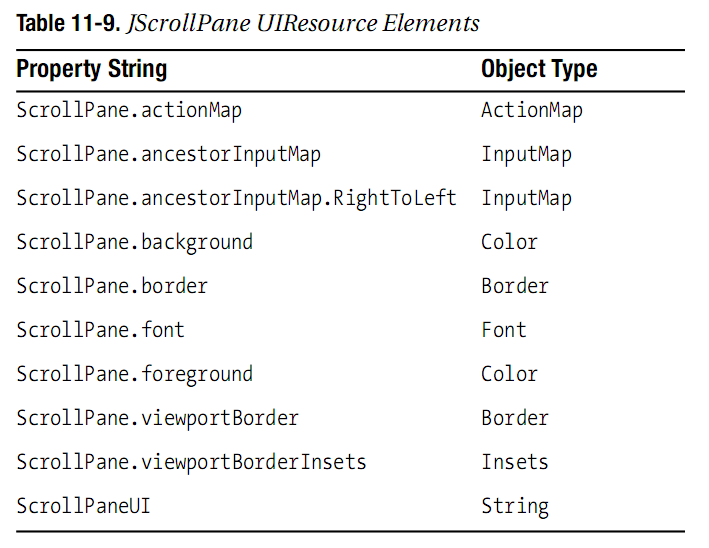 Table 11-9. JScrollPane UIResource Elements
Property String Object Type
ScrollPane.actionMap ActionMap
ScrollPane.ancestorInputMap InputMap
ScrollPane.ancestorInputMap.RightToLeft InputMap
ScrollPane.background Color
ScrollPane.border Border
ScrollPane.font Font
ScrollPane.foreground Color
ScrollPane.viewportBorder Border
ScrollPane.viewportBorderInsets Insets
ScrollPaneUI String